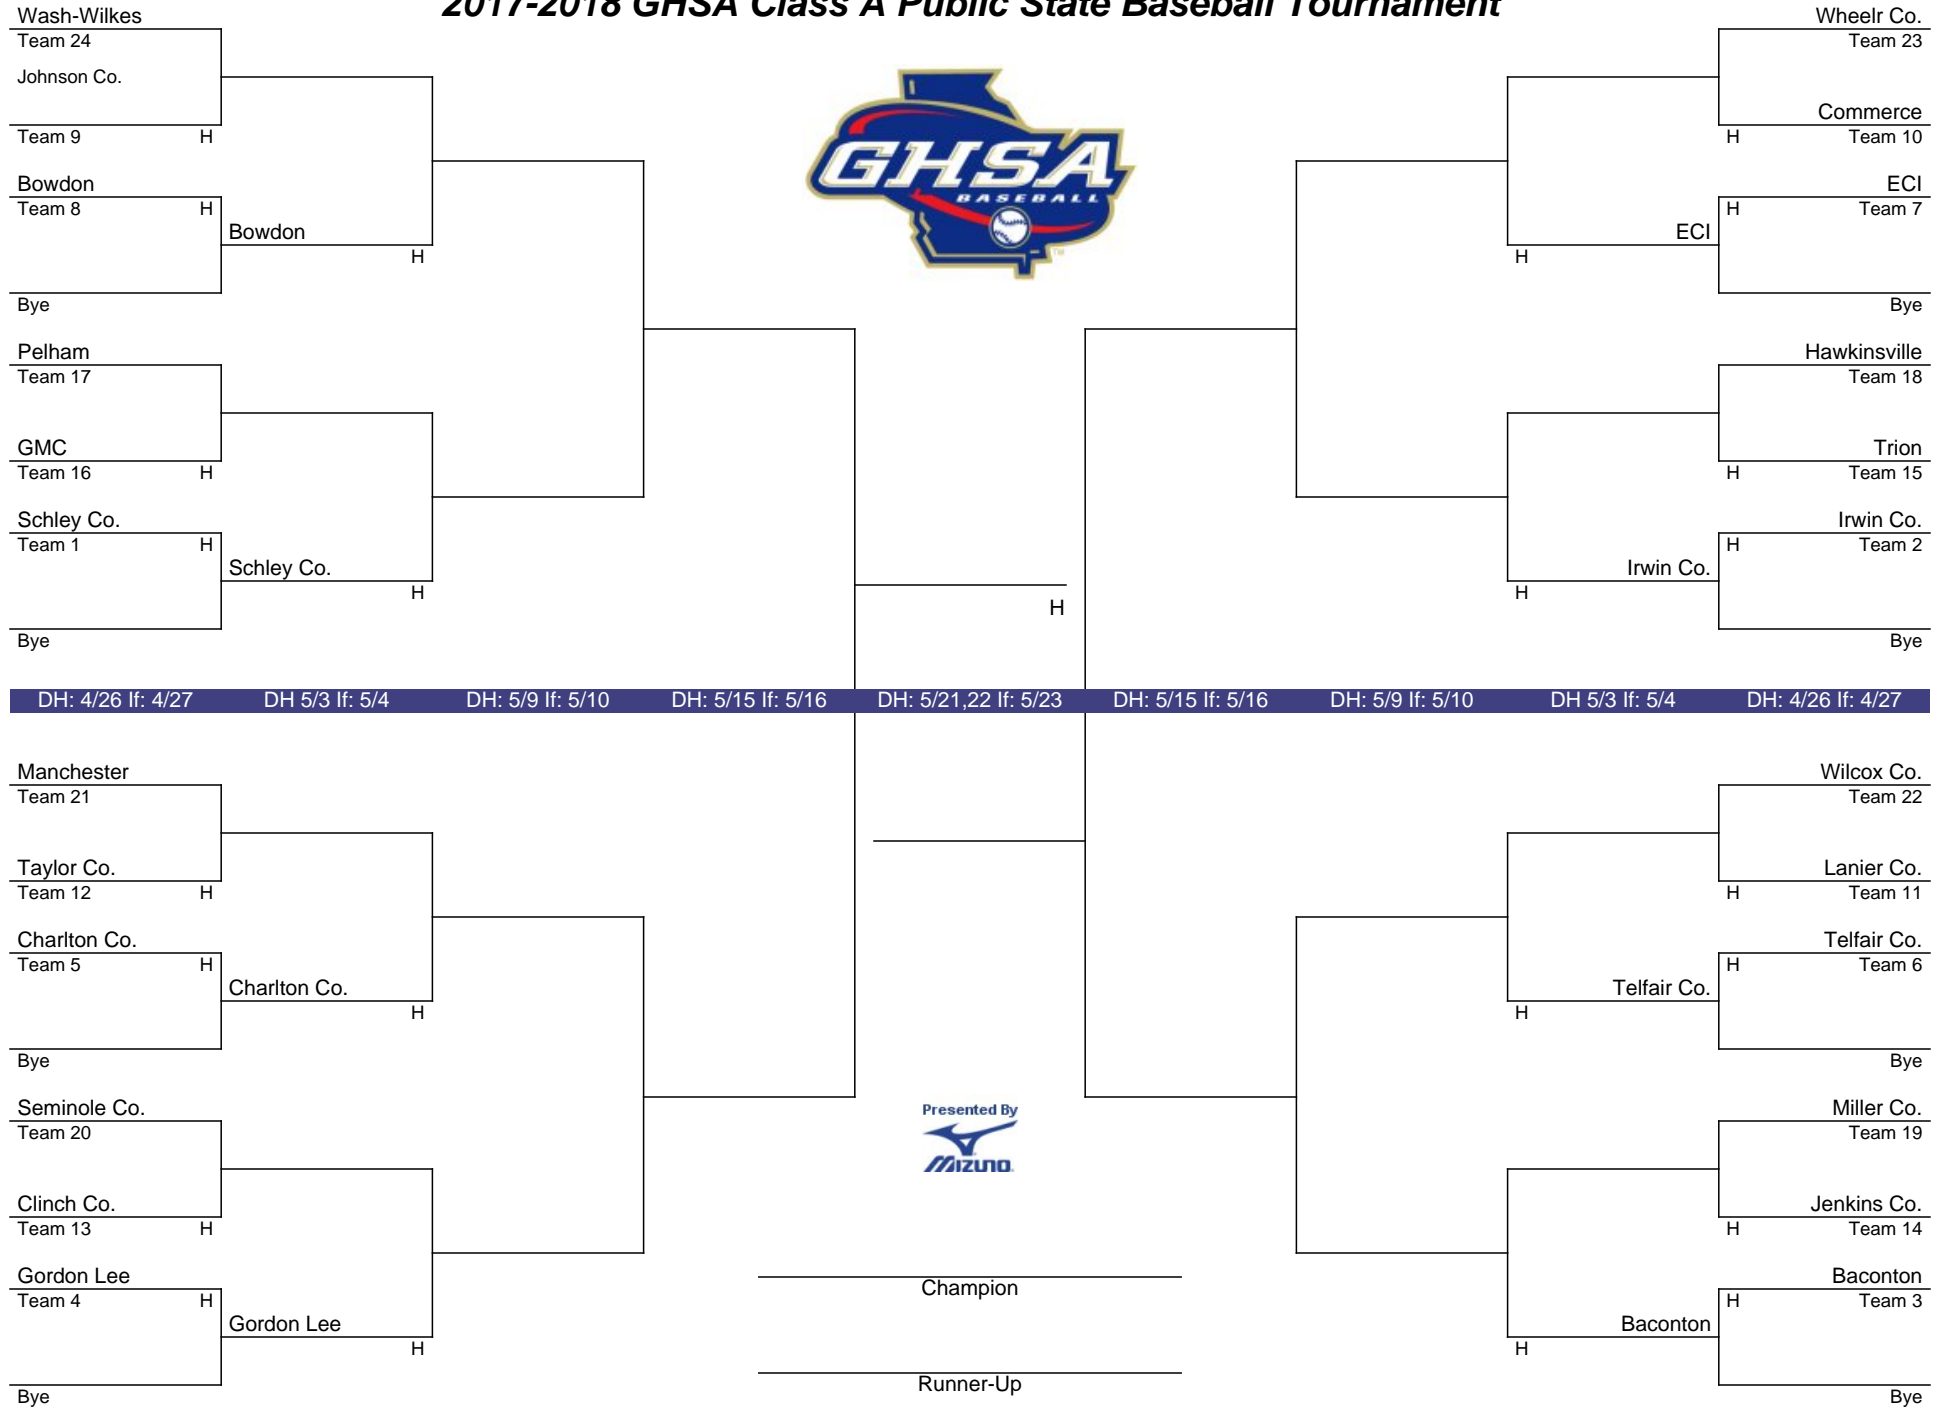 2017-2018 GHSA Class A Public State Baseball Tournament
Wash-Wilkes
Team 24
Johnson Co.
Team 9 H
Bowdon
Team 8 H
Bowdon
H
Bye
Pelham
Team 17
GMC
Team 16 H
Schley Co.
Team 1 H
Schley Co.
H
Bye
GHSA
BASEBALL
H
Wheelr Co.
Team 23
Commerce
H Team 10
ECI
H Team 7
ECI
H
Bye
Hawkinsville
Team 18
Trion
H Team 15
Irwin Co.
H Team 2
Irwin Co.
H
Bye
DH: 4/26 If: 4/27 DH 5/3 If: 5/4 DH: 5/9 If: 5/10 DH: 5/15 If: 5/16 DH: 5/21,22 If: 5/23 DH: 5/15 If: 5/16 DH: 5/9 If: 5/10 DH 5/3 If: 5/4 DH: 4/26 If: 4/27
Manchester
Team 21
Taylor Co.
Team 12 H
Charlton Co.
Team 5 H
Charlton Co.
H
Bye
Seminole Co.
Team 20
Clinch Co.
Team 13 H
Gordon Lee
Team 4 H
Gordon Lee
H
Bye
Presented By
MIZUNO
Champion
Runner-Up
Wilcox Co.
Team 22
Lanier Co.
H Team 11
Telfair Co.
H Team 6
Telfair Co.
H
Bye
Miller Co.
Team 19
Jenkins Co.
H Team 14
Baconton
H Team 3
Baconton
H
Bye